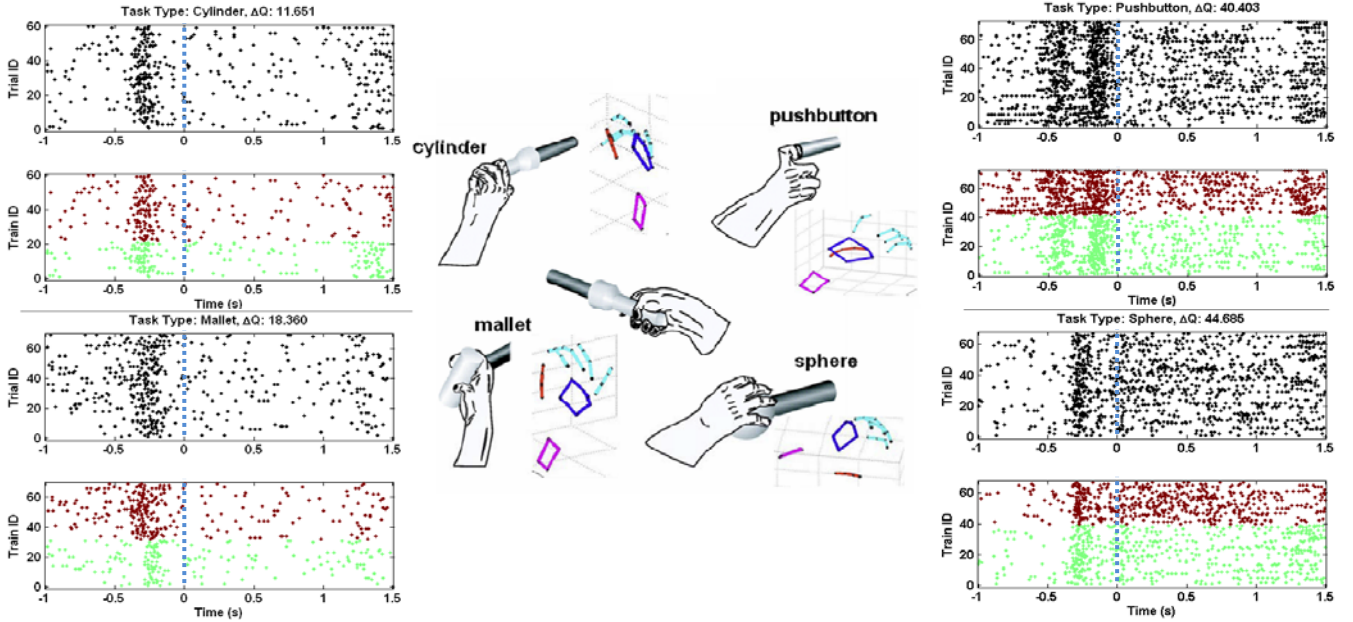 Task Type: Cylinder, ΔQ: 11.651
60
40
20
0
Trial ID
-1 -0.5 0 0.5 1 1.5
60
40
20
0
Train ID
-1 -0.5 0 0.5 1 1.5
Time (s)
Task Type: Mallet, ΔQ: 18.360
60
40
20
0
Trial ID
-1 -0.5 0 0.5 1 1.5
60
40
20
0
Train ID
-1 -0.5 0 0.5 1 1.5
Time (s)
cylinder
pushbutton
mallet
sphere
Task Type: Pushbutton, ΔQ: 40.403
60
40
20
0
Trial ID
-1 -0.5 0 0.5 1 1.5
60
40
20
0
Train ID
-1 -0.5 0 0.5 1 1.5
Time (s)
Task Type: Sphere, ΔQ: 44.685
60
40
20
0
Trial ID
-1 -0.5 0 0.5 1 1.5
60
40
20
0
Train ID
-1 -0.5 0 0.5 1 1.5
Time (s)